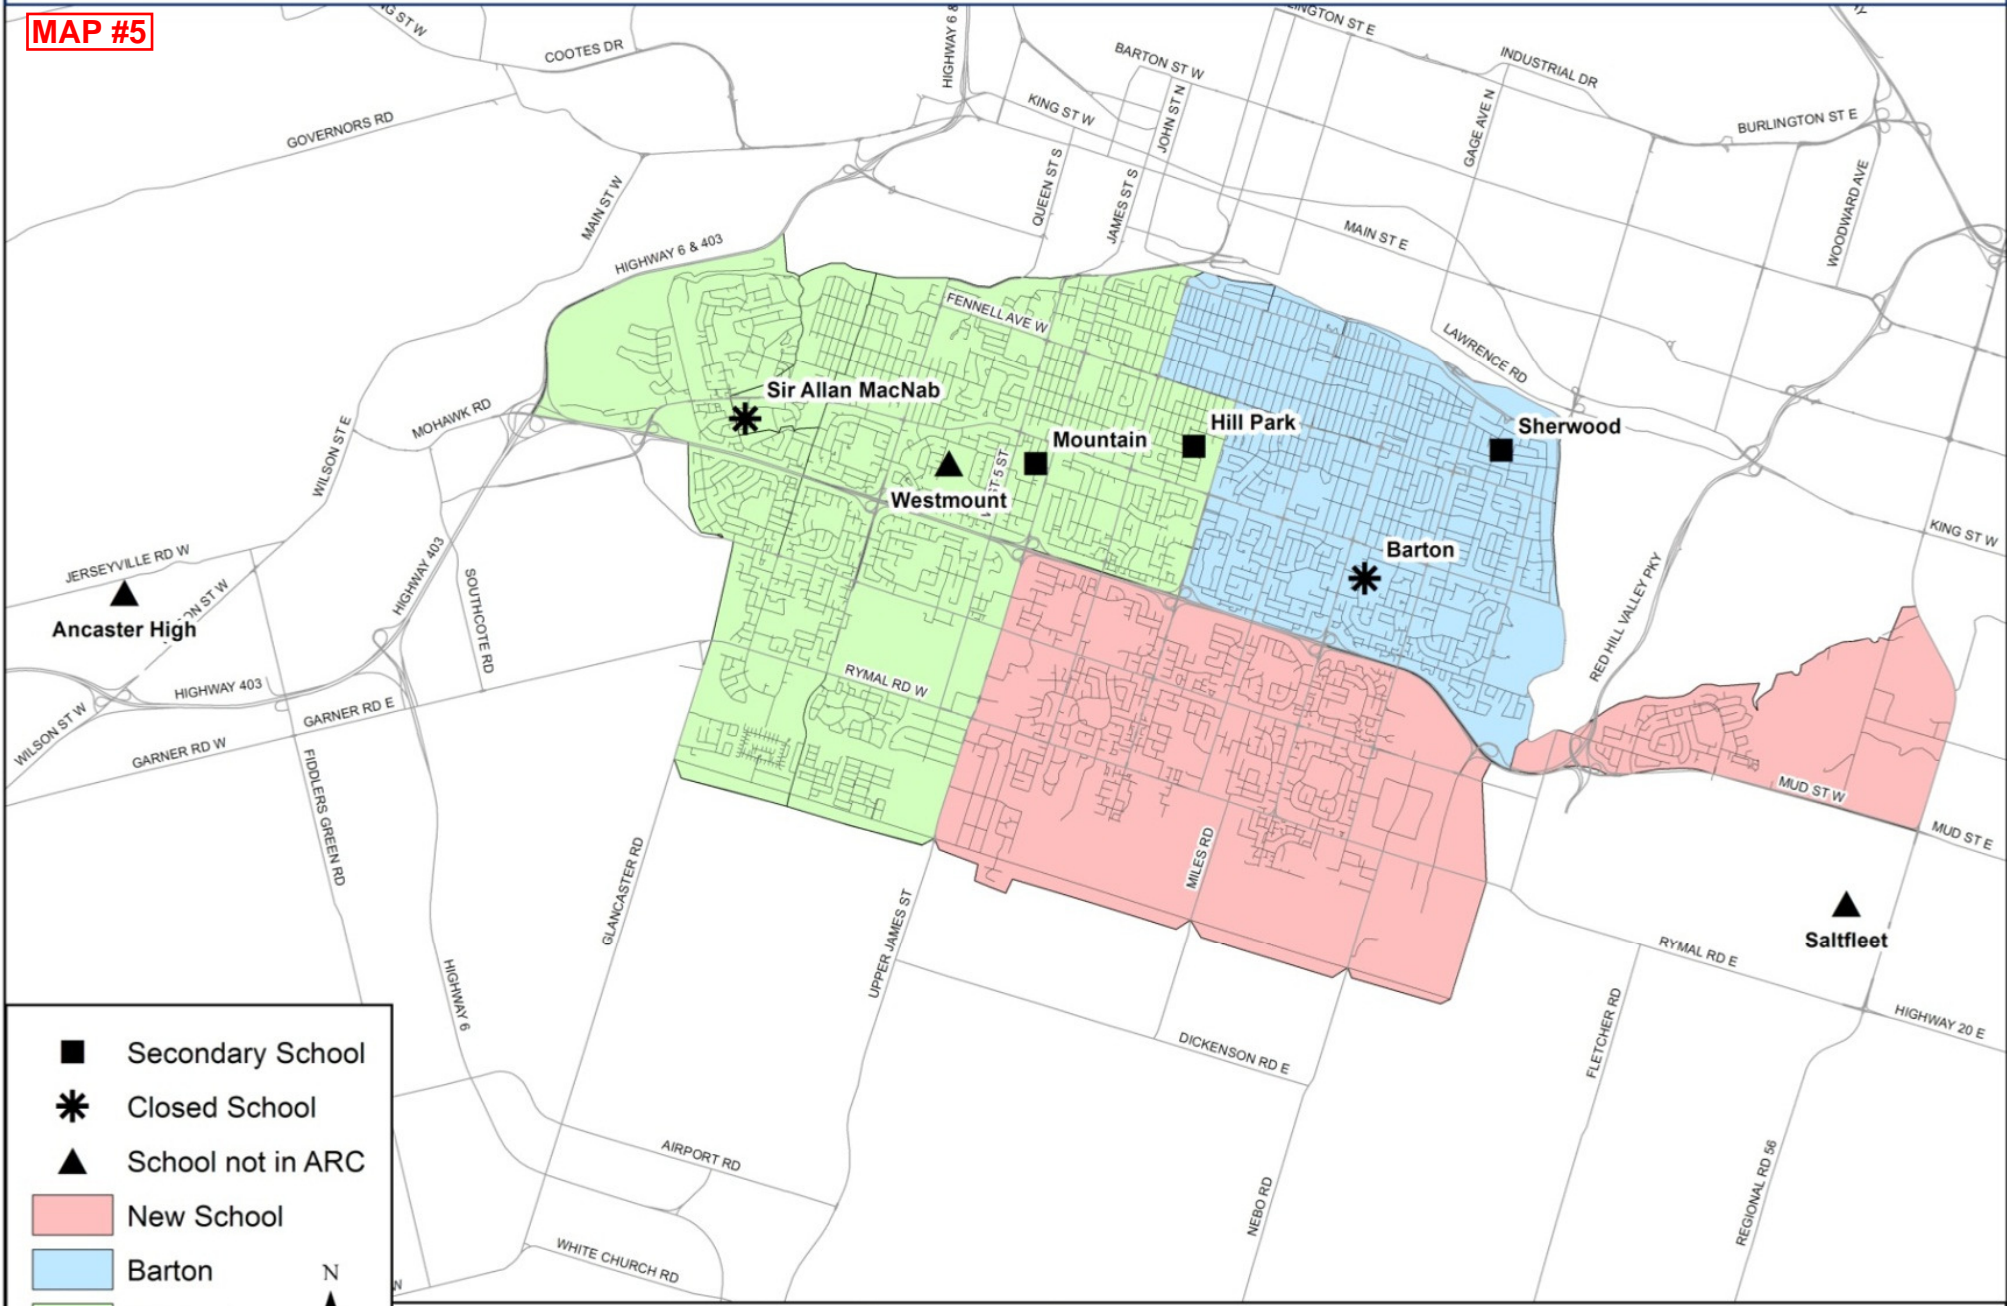 MAP #5
COOTES DR
HIGHWAY 6 &
BARTON ST W
INDUSTRIAL DR
KING ST W
JOHN ST N
GAGE AVE N
BURLINGTON ST E
GOVERNORS RD
MAIN ST W
QUEEN ST S
JAMES ST S
MAIN ST E
WOODWARD AVE
HIGHWAY 6 & 403
FENNELL AVE W
LAWRENCE RD
Sir Allan MacNab
MOHAWK RD
WILSON ST E
Mountain
Hill Park
Sherwood
Westmount
Barton
KING ST W
JERSEYVILLE RD W
ON ST W
HIGHWAY 403
SOUTHCOTE RD
Ancaster High
RED HILL VALLEY PKY
HIGHWAY 403
RYMAL RD W
WILSON ST W
GARNER RD E
GARNER RD W
FIDDLERS GREEN RD
MUD ST W
MUD ST E
GLANCASTER RD
UPPER JAMES ST
MILES RD
Saltfleet
RYMAL RD E
HIGHWAY 6
FLETCHER RD
HIGHWAY 20 E
DICKENSON RD E
AIRPORT RD
NEBO RD
REGIONAL RD 56
WHITE CHURCH RD
Secondary School
Closed School
School not in ARC
New School
Barton
N